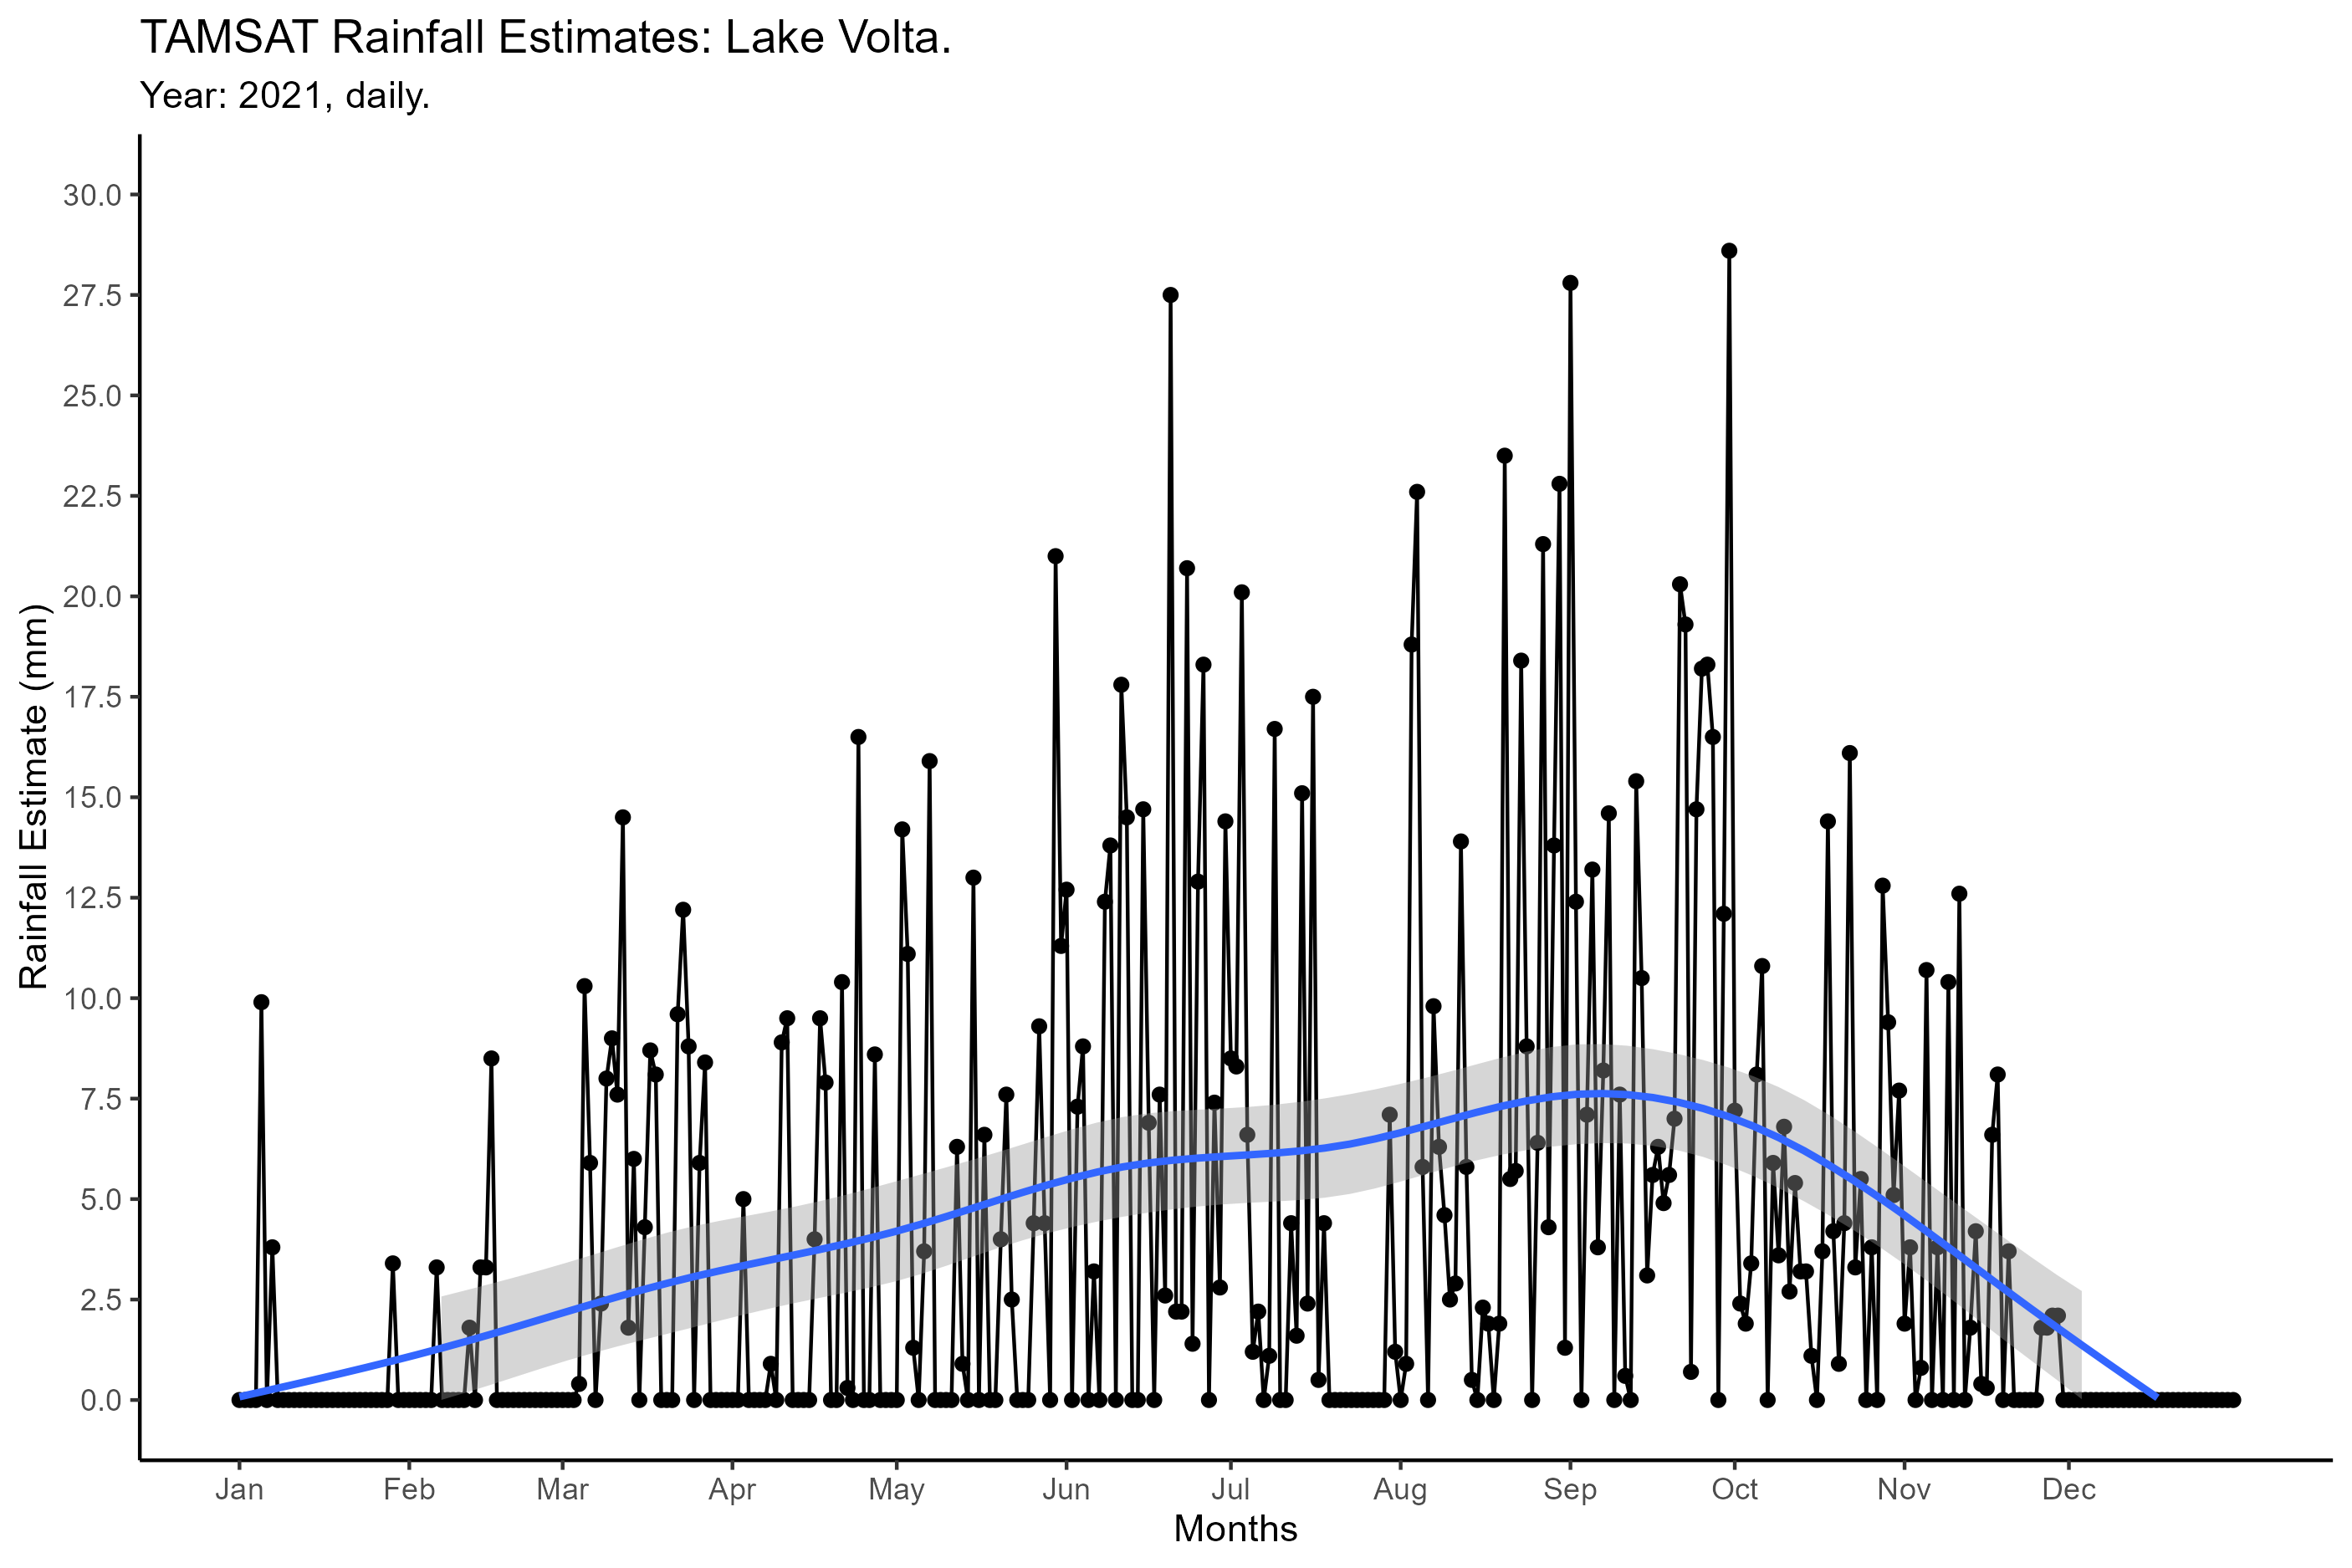 TAMSAT Rainfall Estimates: Lake Volta.
Year: 2021, daily.
Rainfall Estimate (mm)
30.0
27.5
25.0
22.5
20.0
17.5
15.0
12.5
10.0
7.5
5.0
2.5
0.0
Jan Feb Mar Apr May Jun Jul Aug Sep Oct Nov Dec
Months